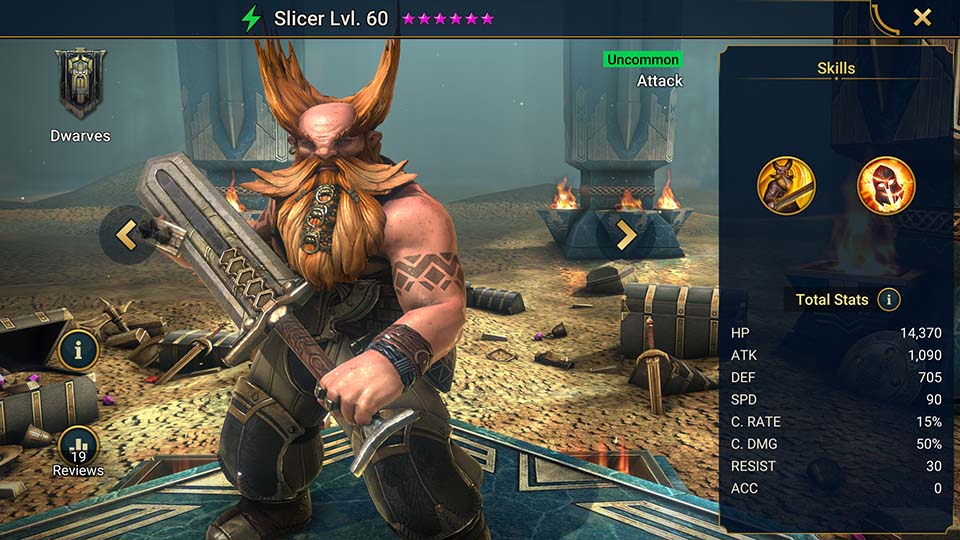 Slicer Lvl. 60
Dwarves
Uncommon
Attack
Skills
Total Stats i
HP 14,370
ATK 1,090
DEF 705
SPD 90
C. RATE 15%
C. DMG 50%
RESIST 30
ACC 0
i
19
Reviews